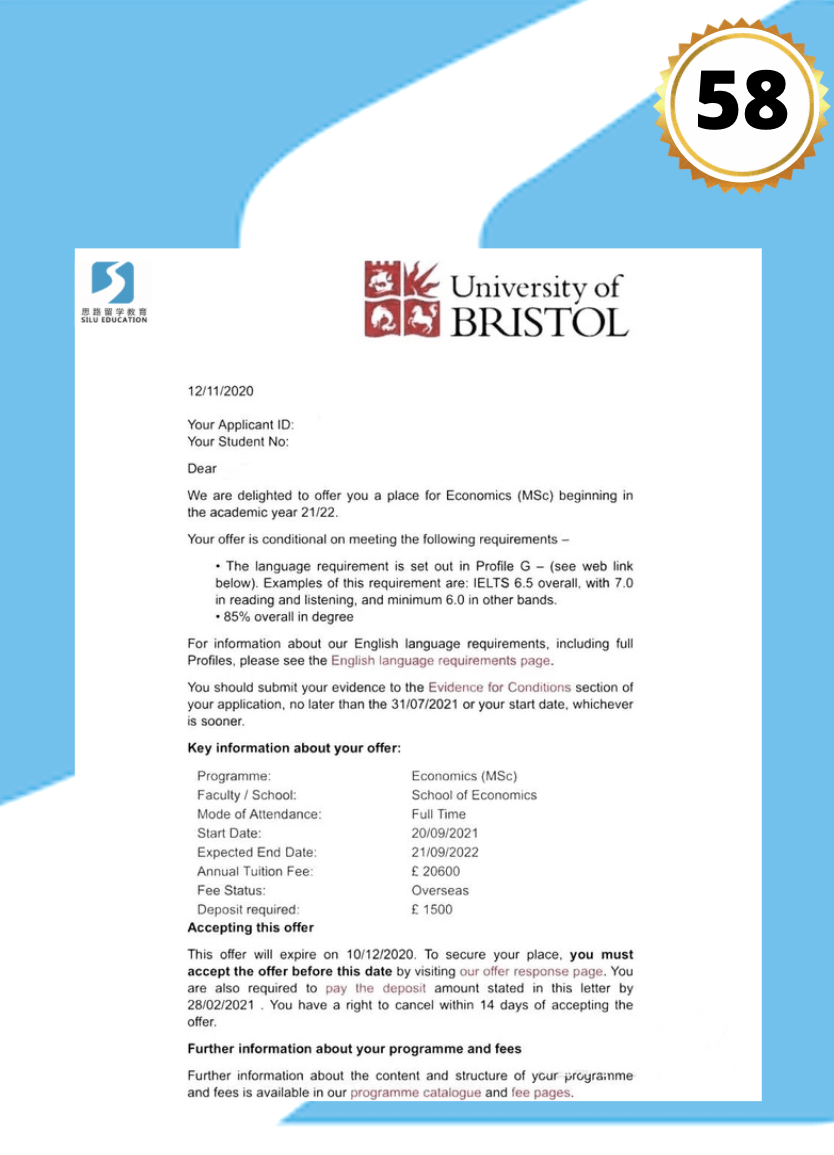 58
思路留学教育
SILU EDUCATION
University of
BRISTOL
12/11/2020
Your Applicant ID:
Your Student No:
Dear
We are delighted to offer you a place for Economics (MSc) beginning in
the academic year 21/22.
Your offer is conditional on meeting the following requirements –
• The language requirement is set out in Profile G – (see web link
below). Examples of this requirement are: IELTS 6.5 overall, with 7.0
in reading and listening, and minimum 6.0 in other bands.
• 85% overall in degree
For information about our English language requirements, including full
Profiles, please see the English language requirements page.
You should submit your evidence to the Evidence for Conditions section of
your application, no later than the 31/07/2021 or your start date, whichever
is sooner.
Key information about your offer:
Programme: Economics (MSc)
Faculty / School: School of Economics
Mode of Attendance: Full Time
Start Date: 20/09/2021
Expected End Date: 21/09/2022
Annual Tuition Fee: £ 20600
Fee Status: Overseas
Deposit required: £ 1500
Accepting this offer
This offer will expire on 10/12/2020. To secure your place, you must
accept the offer before this date by visiting our offer response page. You
are also required to pay the deposit amount stated in this letter by
28/02/2021 . You have a right to cancel within 14 days of accepting the
offer.
Further information about your programme and fees
Further information about the content and structure of your programme
and fees is available in our programme catalogue and fee pages.